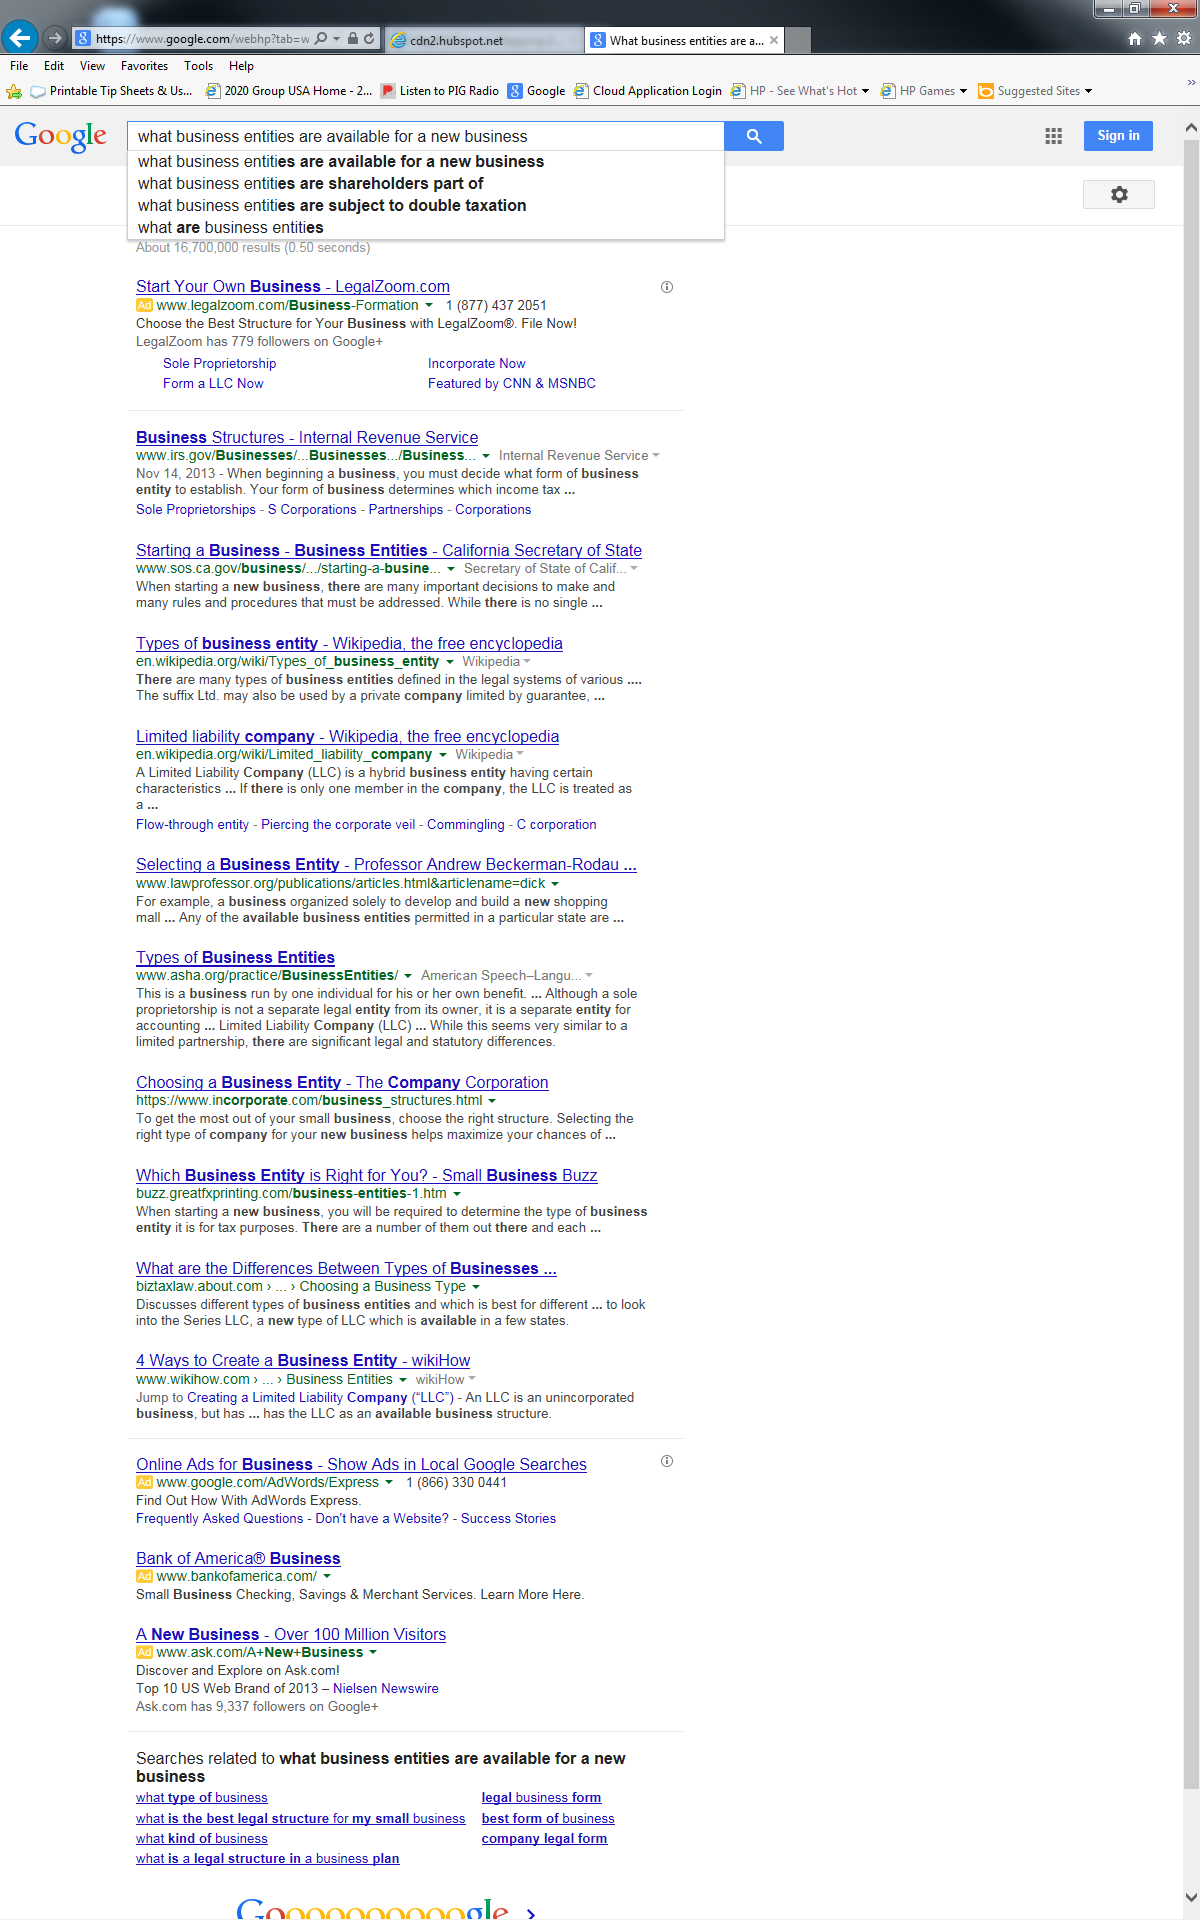 https://www.google.com/webhp?tab=w
cdn2.hubspot.net
What business entities are a...
File Edit View Favorites Tools Help
Printable Tip Sheets & Us... 2020 Group USA Home - 2... Listen to PIG Radio Google Cloud Application Login HP - See What's Hot HP Games Suggested Sites
Google what business entities are available for a new business Sign in
what business entities are available for a new business
what business entities are shareholders part of
what business entities are subject to double taxation
what are business entities
About 16,700,000 results (0.50 seconds)
Start Your Own Business - LegalZoom.com
Ad www.legalzoom.com/Business-Formation 1 (877) 437 2051
Choose the Best Structure for Your Business with LegalZoom®. File Now!
LegalZoom has 779 followers on Google+
Sole Proprietorship Incorporate Now
Form a LLC Now Featured by CNN & MSNBC
Business Structures - Internal Revenue Service
www.irs.gov/Businesses/...Businesses.../Business... Internal Revenue Service
Nov 14, 2013 - When beginning a business, you must decide what form of business
entity to establish. Your form of business determines which income tax ...
Sole Proprietorships - S Corporations - Partnerships - Corporations
Starting a Business - Business Entities - California Secretary of State
www.sos.ca.gov/business/.../starting-a-busine... Secretary of State of Calif...
When starting a new business, there are many important decisions to make and
many rules and procedures that must be addressed. While there is no single ...
Types of business entity - Wikipedia, the free encyclopedia
en.wikipedia.org/wiki/Types_of_business_entity Wikipedia
There are many types of business entities defined in the legal systems of various ....
The suffix Ltd. may also be used by a private company limited by guarantee, ...
Limited liability company - Wikipedia, the free encyclopedia
en.wikipedia.org/wiki/Limited_liability_company Wikipedia
A Limited Liability Company (LLC) is a hybrid business entity having certain
characteristics ... If there is only one member in the company, the LLC is treated as
a ...
Flow-through entity - Piercing the corporate veil - Commingling - C corporation
Selecting a Business Entity - Professor Andrew Beckerman-Rodau ...
www.lawprofessor.org/publications/articles.html&articlename=dick
For example, a business organized solely to develop and build a new shopping
mall ... Any of the available business entities permitted in a particular state are ...
Types of Business Entities
www.asha.org/practice/BusinessEntities/ American Speech–Langu...
This is a business run by one individual for his or her own benefit. ... Although a sole
proprietorship is not a separate legal entity from its owner, it is a separate entity for
accounting ... Limited Liability Company (LLC) ... While this seems very similar to a
limited partnership, there are significant legal and statutory differences.
Choosing a Business Entity - The Company Corporation
https://www.incorporate.com/business_structures.html
To get the most out of your small business, choose the right structure. Selecting the
right type of company for your new business helps maximize your chances of ...
Which Business Entity is Right for You? - Small Business Buzz
buzz.greatfxprinting.com/business-entities-1.htm
When starting a new business, you will be required to determine the type of business
entity it is for tax purposes. There are a number of them out there and each ...
What are the Differences Between Types of Businesses ...
biztaxlaw.about.com › ... › Choosing a Business Type
Discusses different types of business entities and which is best for different ... to look
into the Series LLC, a new type of LLC which is available in a few states.
4 Ways to Create a Business Entity - wikiHow
www.wikihow.com › ... › Business Entities wikiHow
Jump to Creating a Limited Liability Company (“LLC”) - An LLC is an unincorporated
business, but has ... has the LLC as an available business structure.
Online Ads for Business - Show Ads in Local Google Searches
Ad www.google.com/AdWords/Express 1 (866) 330 0441
Find Out How With AdWords Express.
Frequently Asked Questions - Don't have a Website? - Success Stories
Bank of America® Business
Ad www.bankofamerica.com/
Small Business Checking, Savings & Merchant Services. Learn More Here.
A New Business - Over 100 Million Visitors
Ad www.ask.com/A+New+Business
Discover and Explore on Ask.com!
Top 10 US Web Brand of 2013 – Nielsen Newswire
Ask.com has 9,337 followers on Google+
Searches related to what business entities are available for a new
business
what type of business legal business form
what is the best legal structure for my small business best form of business
what kind of business company legal form
what is a legal structure in a business plan
Goooooooooogle